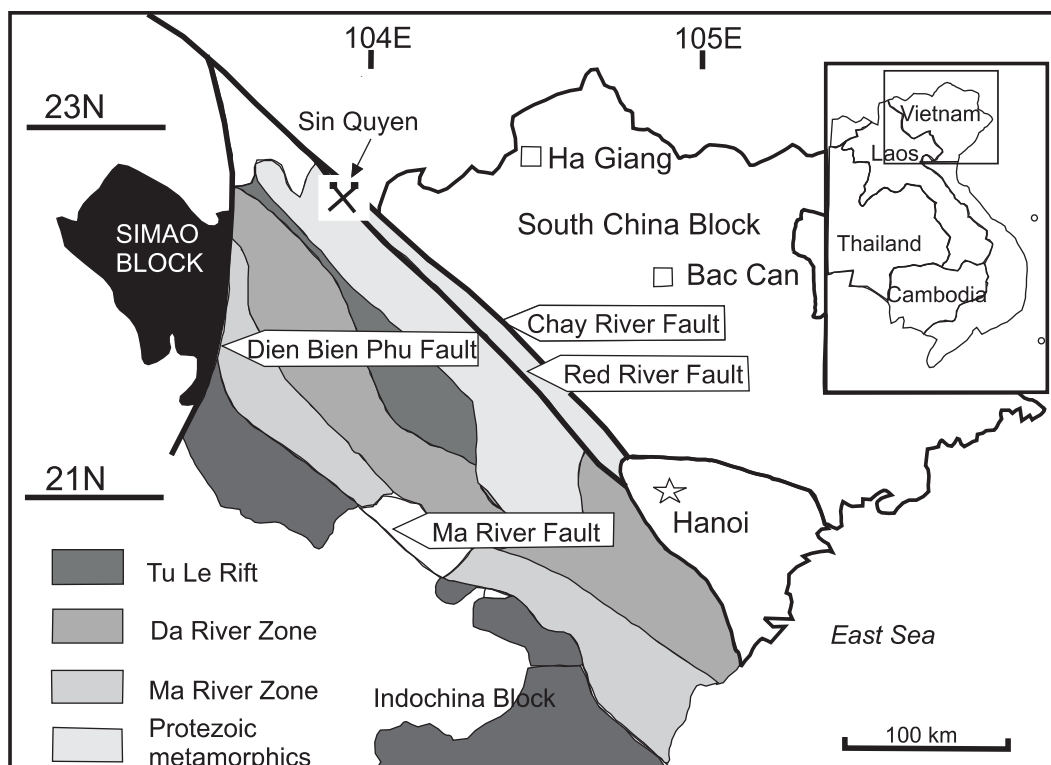 104E
105E
23N
Sin Quyen
Vietnam
Ha Giang
Laos
SIMAO
BLOCK
South China Block
Thailand
Bac Can
Cambodia
Chay River Fault
Dien Bien Phu Fault
Red River Fault
21N
Hanoi
Ma River Fault
Tu Le Rift
Da River Zone
East Sea
Ma River Zone
Indochina Block
Protezoic
metamorphics
100 km